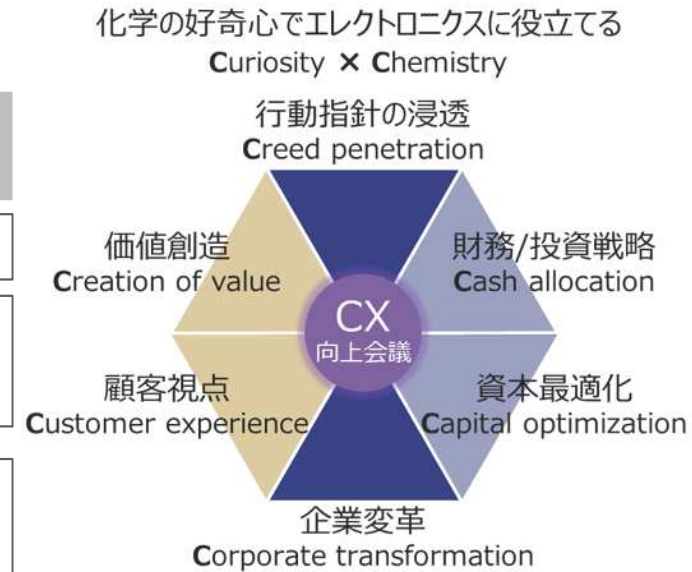 化学の好奇心でエレクトロニクスに役立てる
Curiosity × Chemistry
行動指針の浸透
Creed penetration
価値創造
Creation of value
財務/投資戦略
Cash allocation
CX
向上会議
顧客視点
Customer experience
資本最適化
Capital optimization
企業変革
Corporate transformation